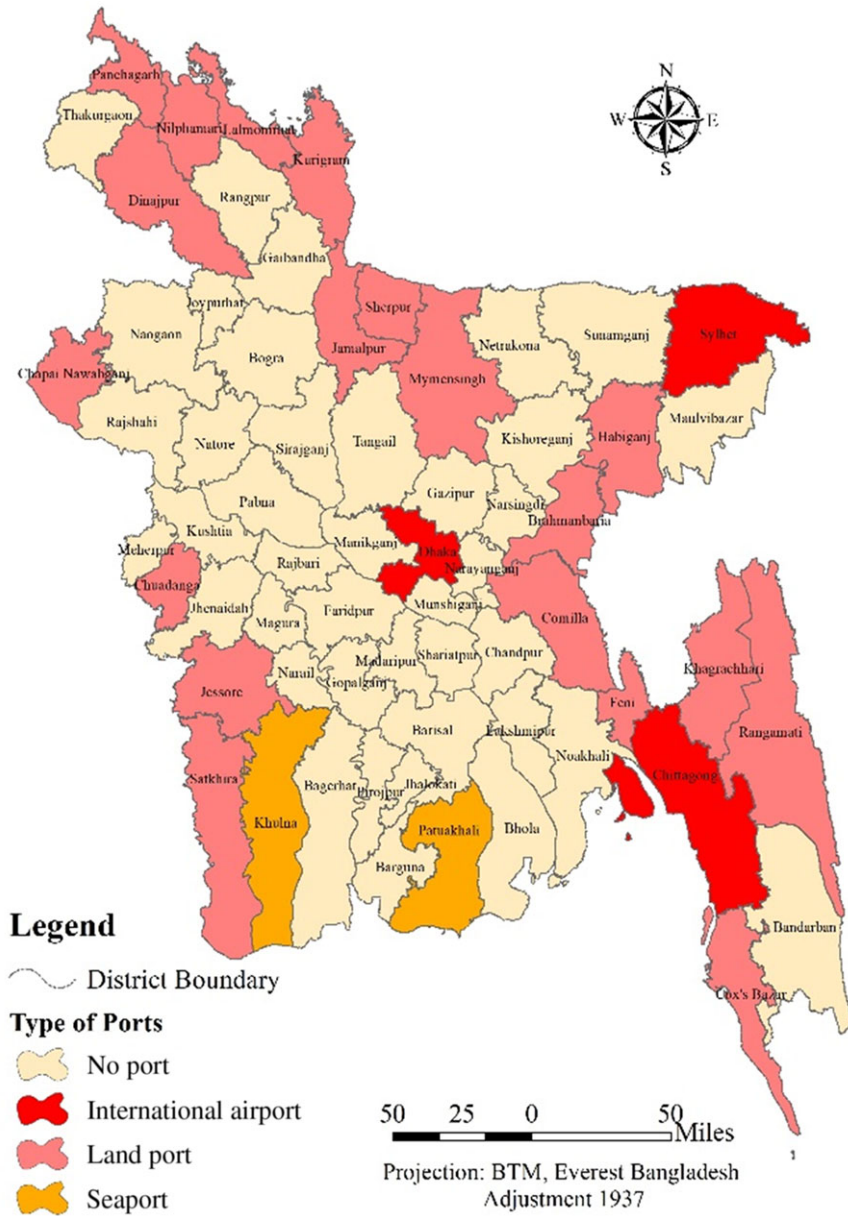 N
W E
S
Panchagarh
Thakurgaon
Nilphamari
Lalmonirhat
Kurigram
Dinajpur
Rangpur
Gaibandha
Joypurhat
Sherpur
Sylhet
Naogaon
Netrakona
Sunamganj
Bogra
Jamalpur
Chapai Nawabganj
Mymensingh
Maulvibazar
Rajshahi
Natore
Sirajganj
Tangail
Kishoreganj
Habiganj
Gazipur
Pabna
Narsingdi
Brahmanbaria
Kushtia
Manikganj
Dhaka
Meherpur
Rajbari
Narayanganj
Chuadanga
Jhenaidah
Faridpur
Munshiganj
Comilla
Magura
Madaripur
Shariatpur
Chandpur
Khagrachhari
Narail
Gopalganj
Jessore
Feni
Rangamati
Barisal
Lakshmipur
Noakhali
Satkhira
Bagerhat
Pirojpur
Jhalokati
Chittagong
Khulna
Patuakhali
Bhola
Barguna
Bandarban
Cox's Bazar
Legend
District Boundary
Type of Ports
No port
International airport
Land port
Seaport
50 25 0 50
Miles
Projection: BTM, Everest Bangladesh
Adjustment 1937